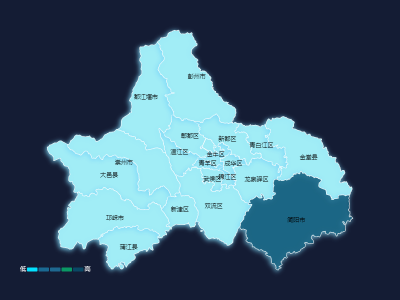 彭州市
都江堰市
郫都区
新都区
青白江区
温江区
金牛区
金堂县
青羊区
成华区
崇州市
大邑县
武侯区
锦江区
龙泉驿区
新津区
双流区
邛崃市
简阳市
蒲江县
低
高